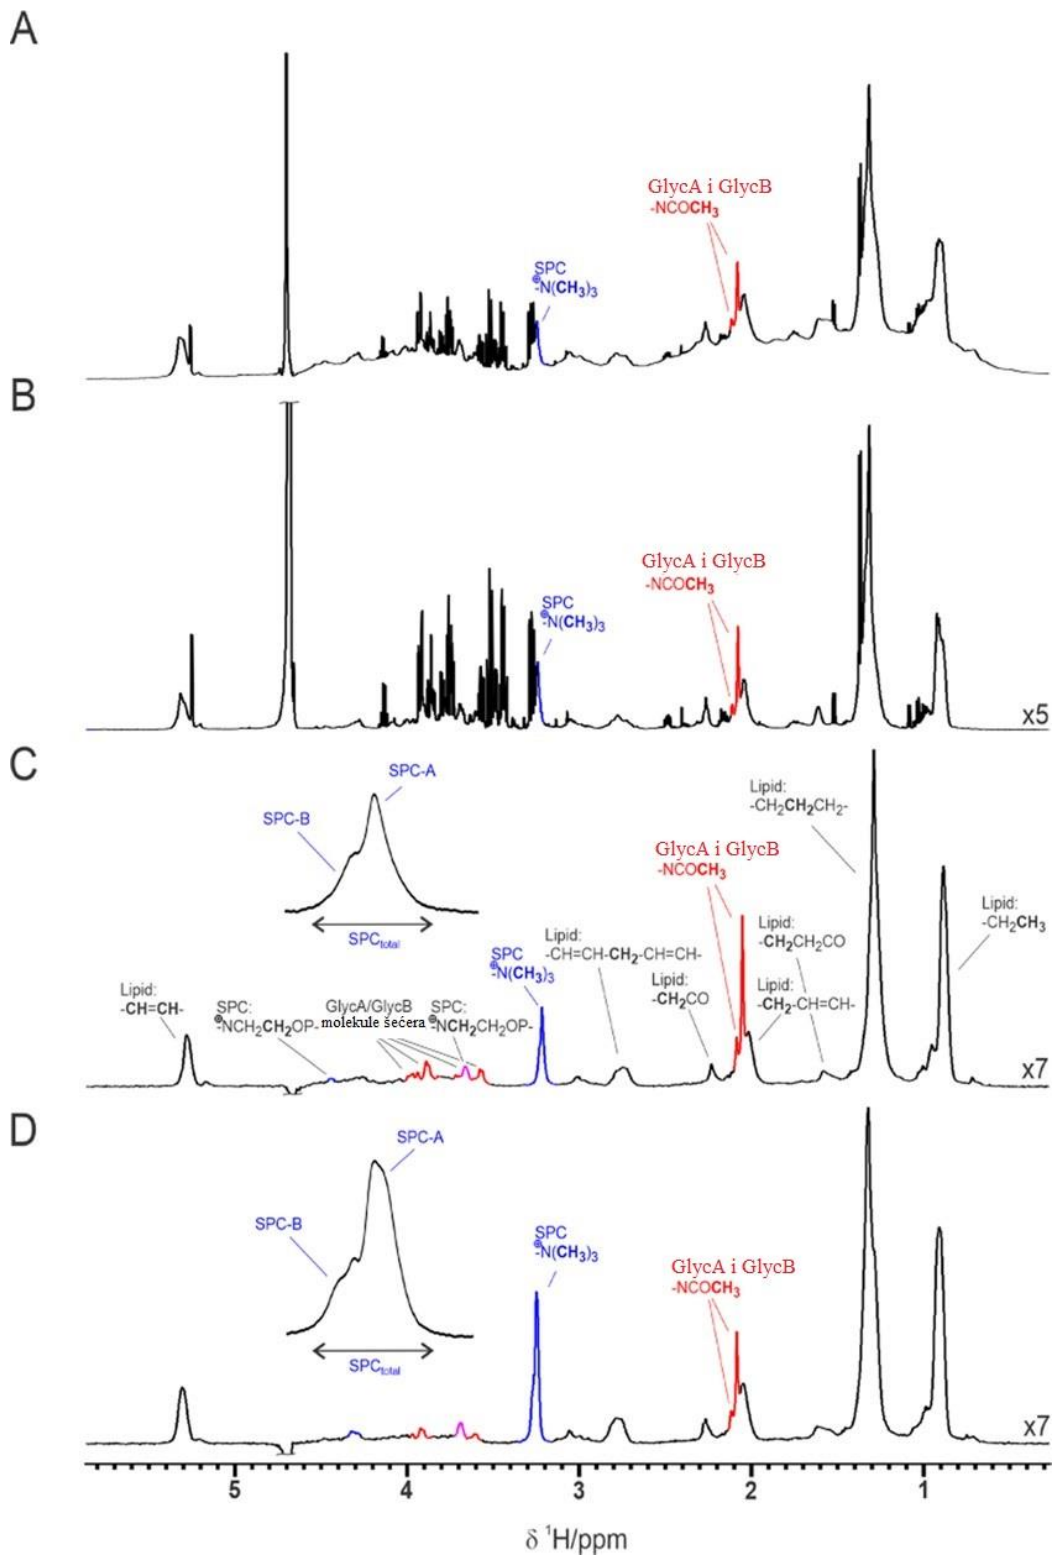 A
GlycA i GlycB
-NCOCH₃
SPC
⊕
-N(CH₃)₃
B
GlycA i GlycB
-NCOCH₃
SPC
⊕
-N(CH₃)₃
x5
C
SPC-A
SPC-B
SPCtotal
Lipid:
-CH₂CH₂CH₂-
GlycA i GlycB
-NCOCH₃
Lipid:
-CH₂CH₃
Lipid:
-CH₂CH₂CO
Lipid:
-CH=CH-CH₂-CH=CH-
SPC
⊕
-N(CH₃)₃
Lipid:
-CH₂CO
Lipid:
-CH₂-CH=CH-
Lipid:
-CH=CH-
SPC:
⊕
-NCH₂CH₂OP-
GlycA/GlycB
molekule šećera
SPC:
⊕
-NCH₂CH₂OP-
x7
D
SPC-A
SPC-B
SPCtotal
SPC
⊕
-N(CH₃)₃
GlycA i GlycB
-NCOCH₃
x7
5 4 3 2 1
δ ¹H/ppm